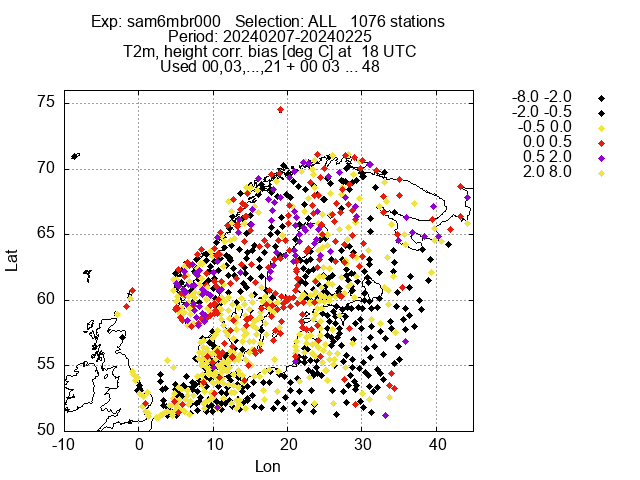 Exp: sam6mbr000   Selection: ALL   1076 stations
Period: 20240207-20240225
T2m, height corr. bias [deg C] at  18 UTC
Used 00,03,...,21 + 00 03 ... 48
-8.0 -2.0
-2.0 -0.5
-0.5 0.0
0.0 0.5
0.5 2.0
2.0 8.0
75
70
65
60
55
50
Lat
-10 0 10 20 30 40
Lon